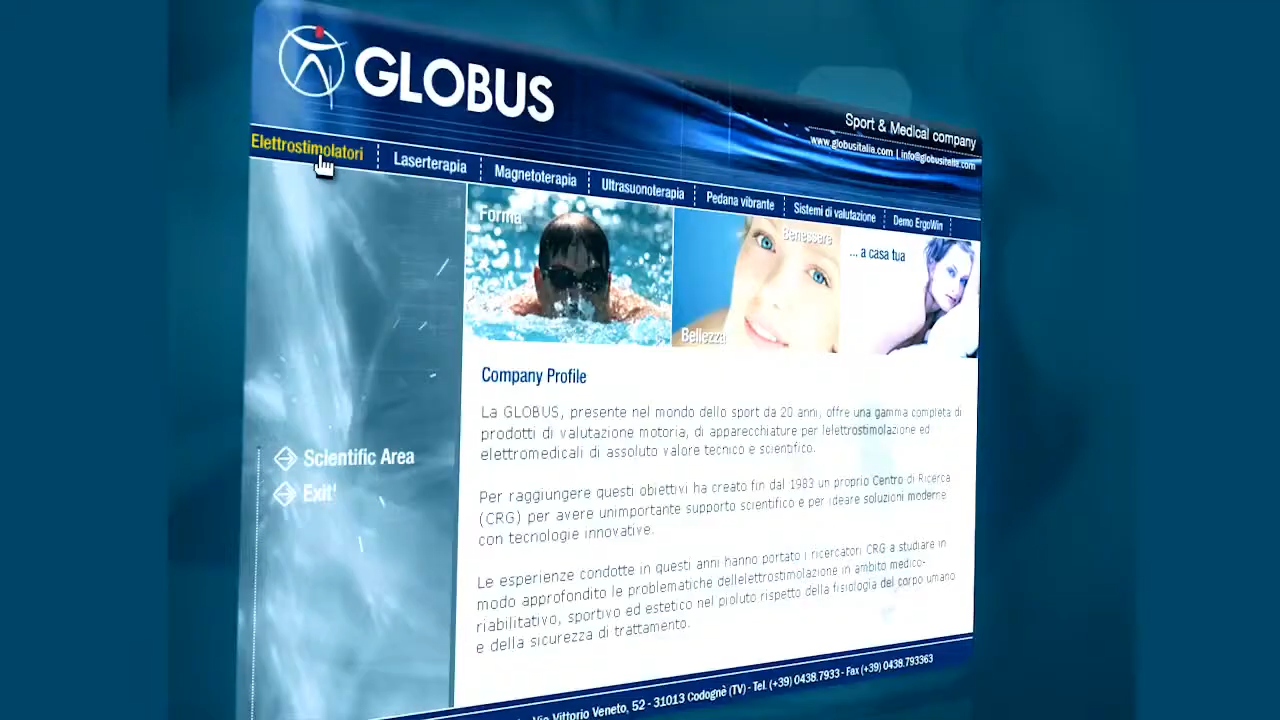 GLOBUS
Sport & Medical company
www.globusitalia.com | info@globusitalia.com
Elettrostimolatori
Laserterapia
Magnetoterapia
Ultrasuonoterapia
Pedana vibrante
Sistemi di valutazione
Demo ErgoWin
Forma
Benessere
Bellezza
... a casa tua
Company Profile
La GLOBUS, presente nel mondo dello sport da 20 anni, offre una gamma completa di
prodotti di valutazione motoria, di apparecchiature per lelettrostimolazione ed
elettromedicali di assoluto valore tecnico e scientifico.
Per raggiungere questi obiettivi ha creato fin dal 1983 un proprio Centro di Ricerca
(CRG) per avere unimportante supporto scientifico e per ideare soluzioni moderne
con tecnologie innovative.
Le esperienze condotte in questi anni hanno portato i ricercatori CRG a studiare in
modo approfondito le problematiche dellelettrostimolazione in ambito medico-
riabilitativo, sportivo ed estetico nel pioluto rispetto della fisiologia del corpo umano
e della sicurezza di trattamento.
Scientific Area
Exit'
Via Vittorio Veneto, 52 - 31013 Codognè (TV) - Tel. (+39) 0438.7933 - Fax (+39) 0438.793363